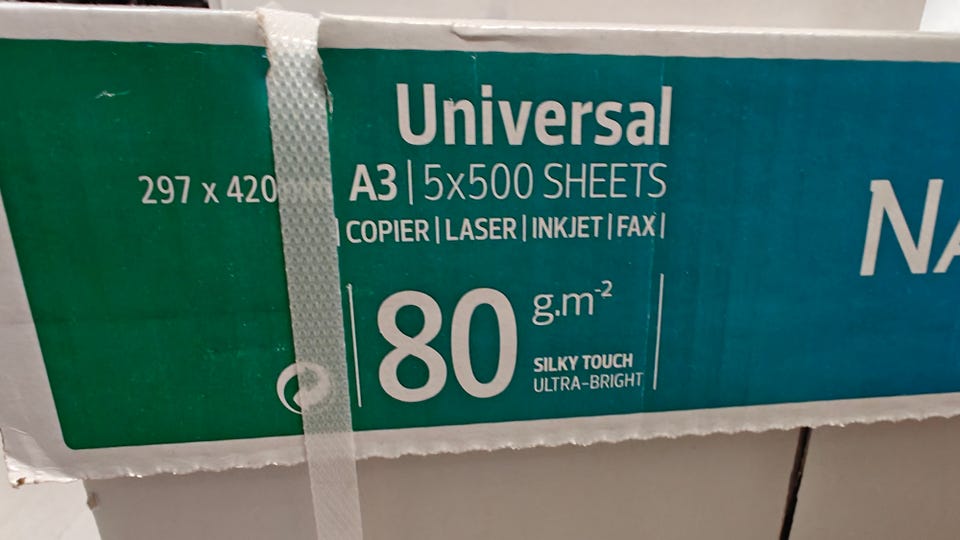 Universal
297 x 420 A3 | 5x500 SHEETS
| COPIER | LASER | INKJET | FAX |
80 g.m⁻²
SILKY TOUCH
ULTRA-BRIGHT